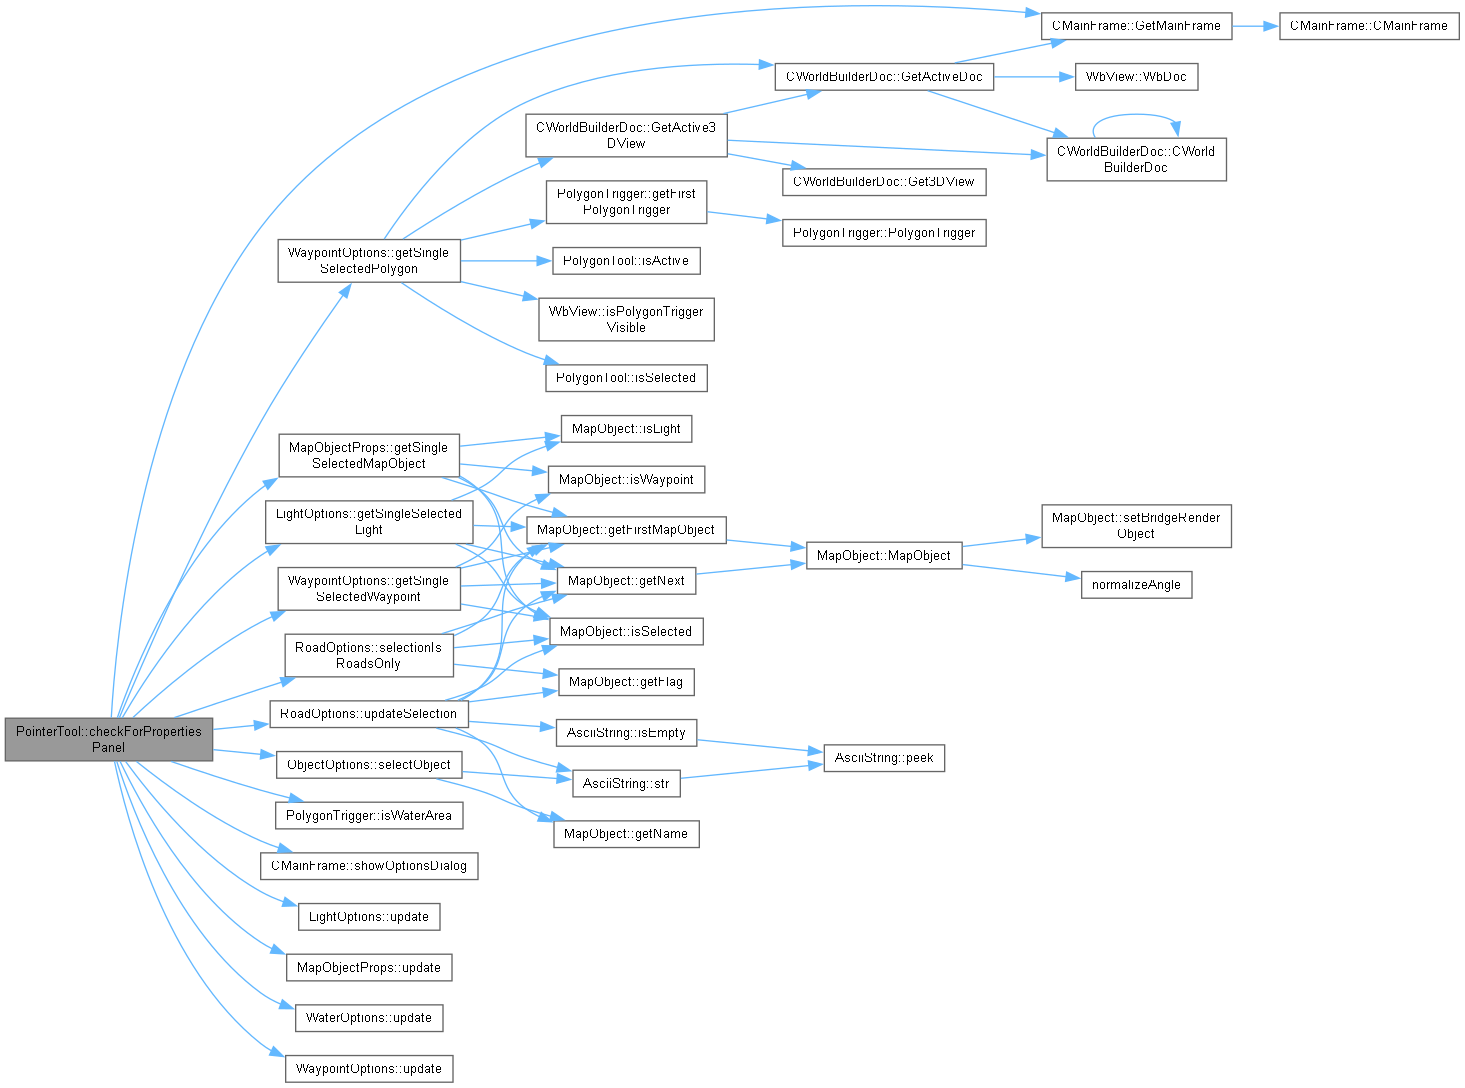 CMainFrame::GetMainFrame
CMainFrame::CMainFrame
CWorldBuilderDoc::GetActiveDoc
WbView::WbDoc
CWorldBuilderDoc::GetActive3
DView
CWorldBuilderDoc::CWorld
BuilderDoc
CWorldBuilderDoc::Get3DView
PolygonTrigger::getFirst
PolygonTrigger
PolygonTrigger::PolygonTrigger
WaypointOptions::getSingle
SelectedPolygon
PolygonTool::isActive
WbView::isPolygonTrigger
Visible
PolygonTool::isSelected
MapObject::isLight
MapObjectProps::getSingle
SelectedMapObject
MapObject::isWaypoint
LightOptions::getSingleSelected
Light
MapObject::getFirstMapObject
MapObject::setBridgeRender
Object
MapObject::MapObject
WaypointOptions::getSingle
SelectedWaypoint
MapObject::getNext
normalizeAngle
MapObject::isSelected
RoadOptions::selectionIs
RoadsOnly
MapObject::getFlag
RoadOptions::updateSelection
PointerTool::checkForProperties
Panel
AsciiString::isEmpty
AsciiString::peek
ObjectOptions::selectObject
AsciiString::str
PolygonTrigger::isWaterArea
MapObject::getName
CMainFrame::showOptionsDialog
LightOptions::update
MapObjectProps::update
WaterOptions::update
WaypointOptions::update